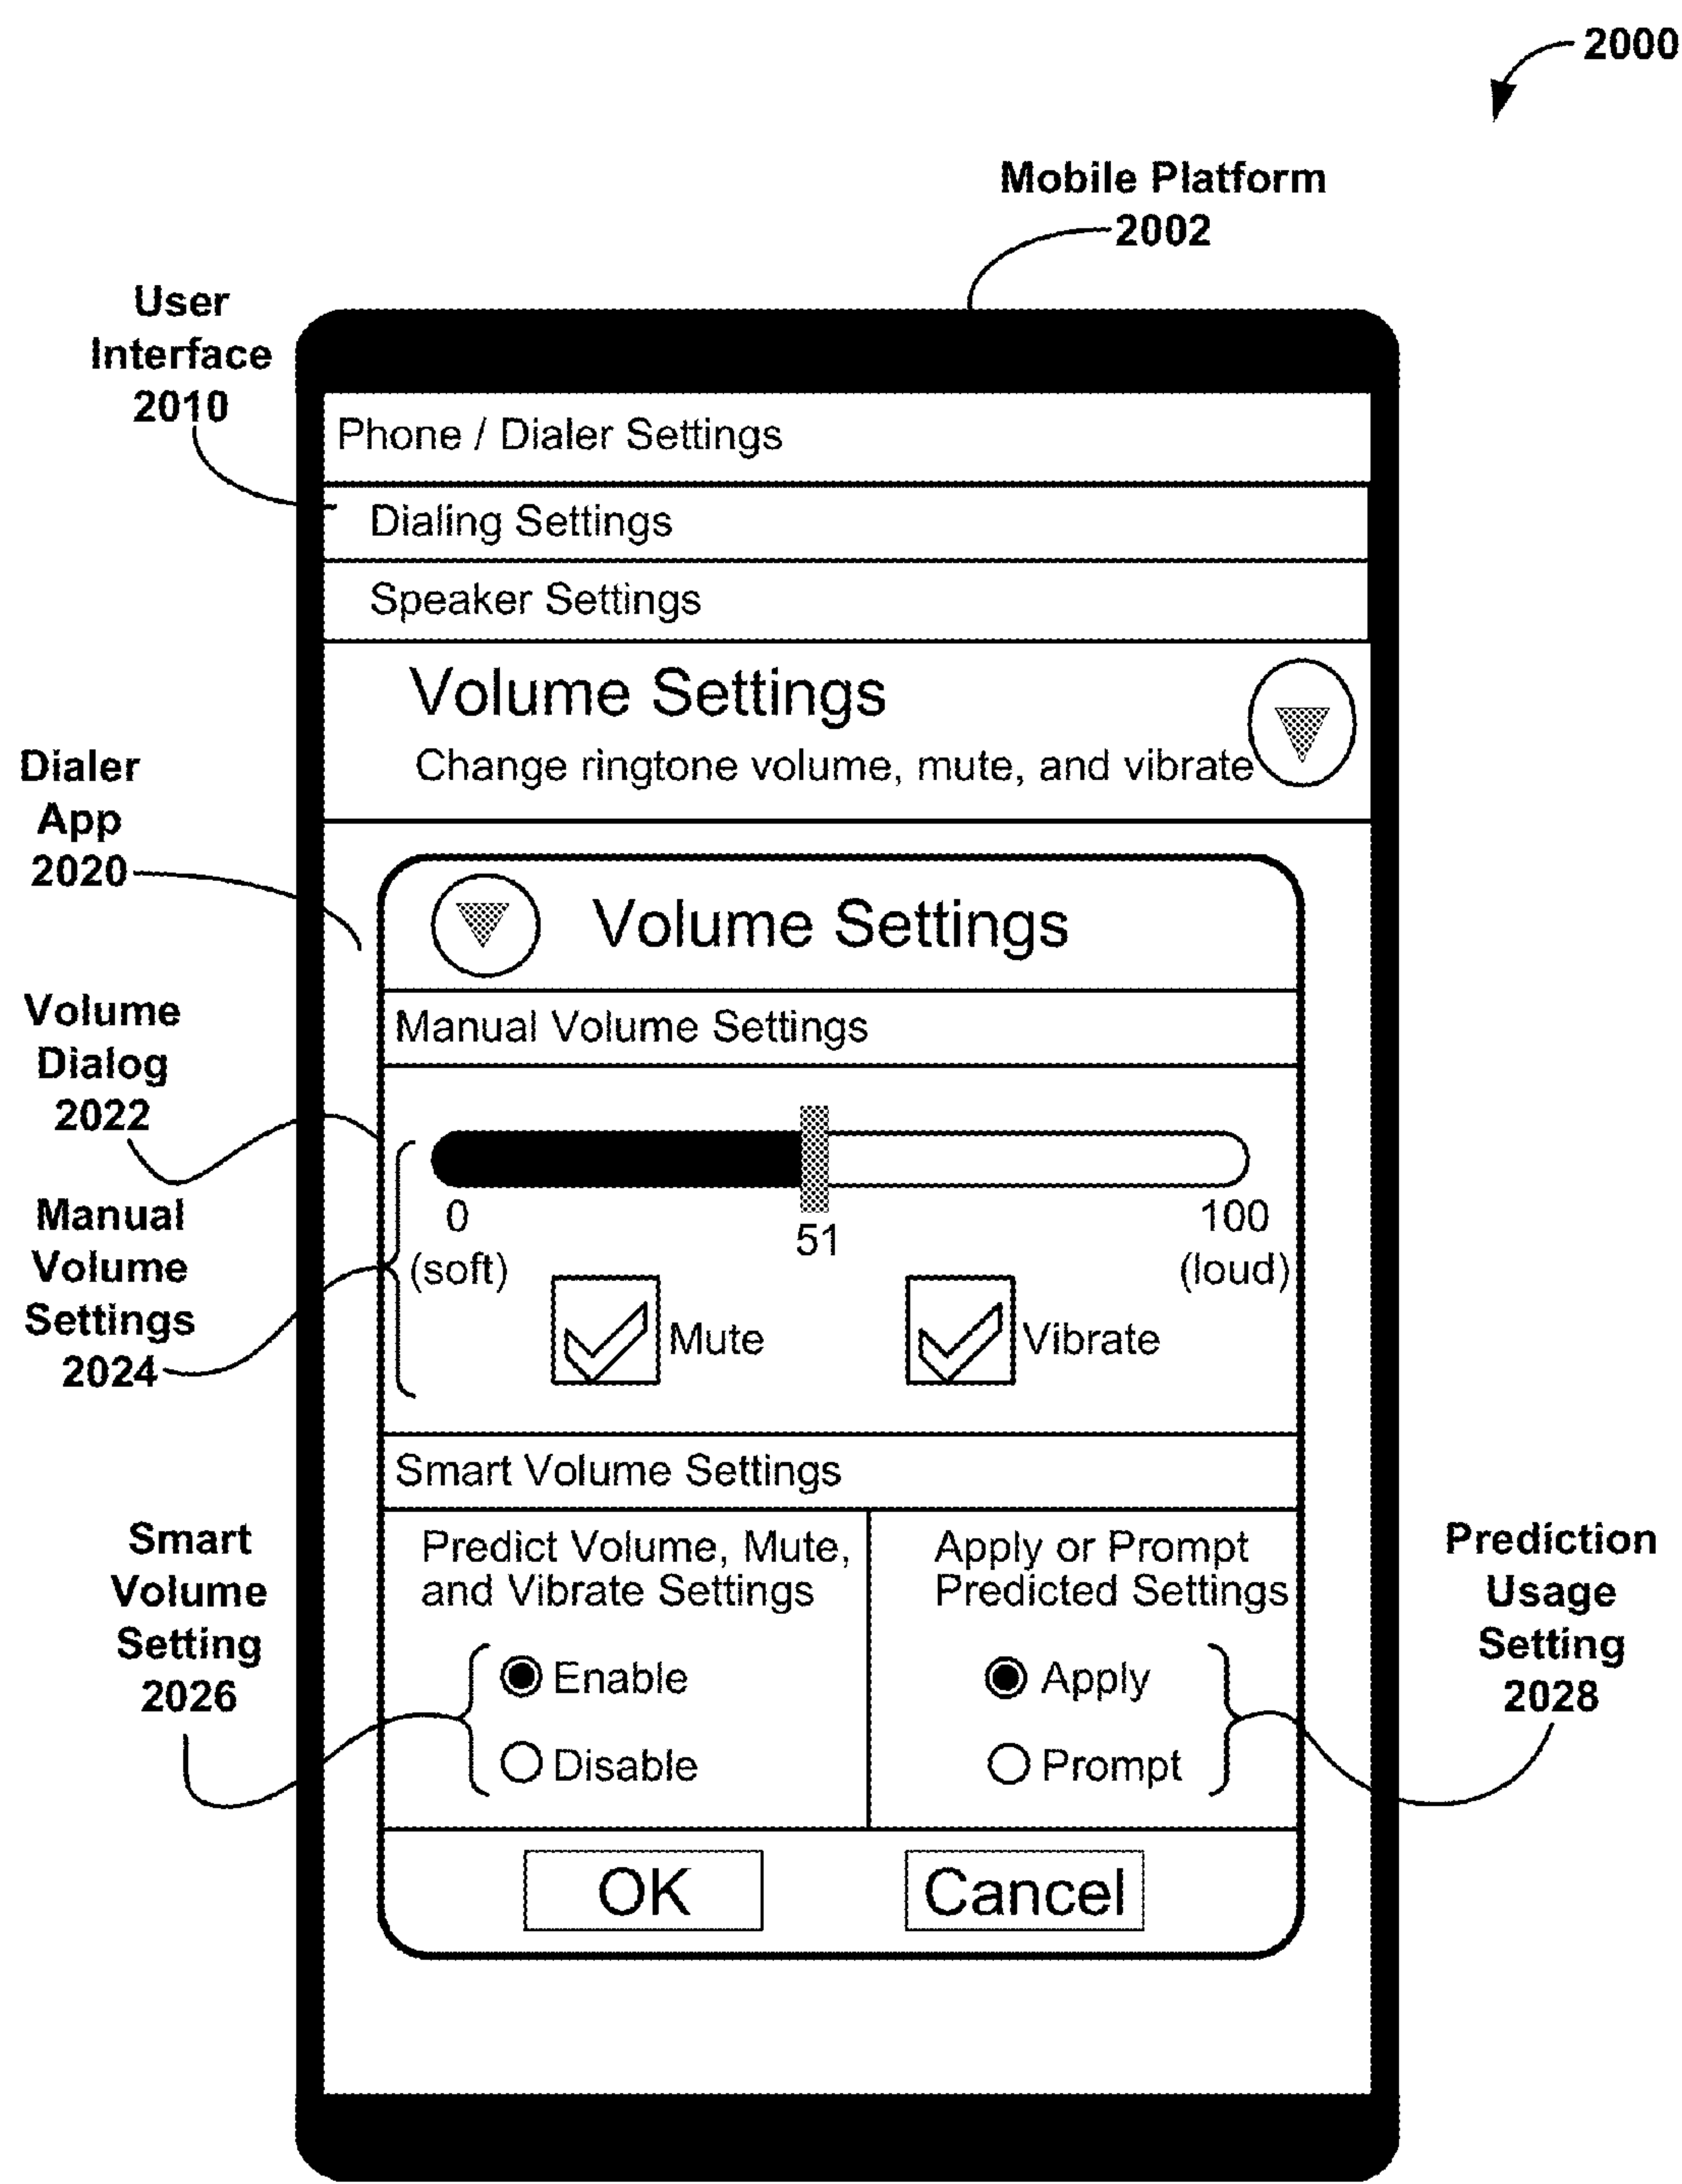 2000
Mobile Platform
2002
User
Interface
2010
Phone / Dialer Settings
Dialing Settings
Speaker Settings
Volume Settings
Change ringtone volume, mute, and vibrate
Dialer
App
2020
Volume Settings
Volume
Dialog
2022
Manual Volume Settings
0
(soft)
51
100
(loud)
Manual
Volume
Settings
2024
Mute
Vibrate
Smart Volume Settings
Smart
Volume
Setting
2026
Predict Volume, Mute,
and Vibrate Settings
Enable
Disable
Apply or Prompt
Predicted Settings
Apply
Prompt
Prediction
Usage
Setting
2028
OK
Cancel